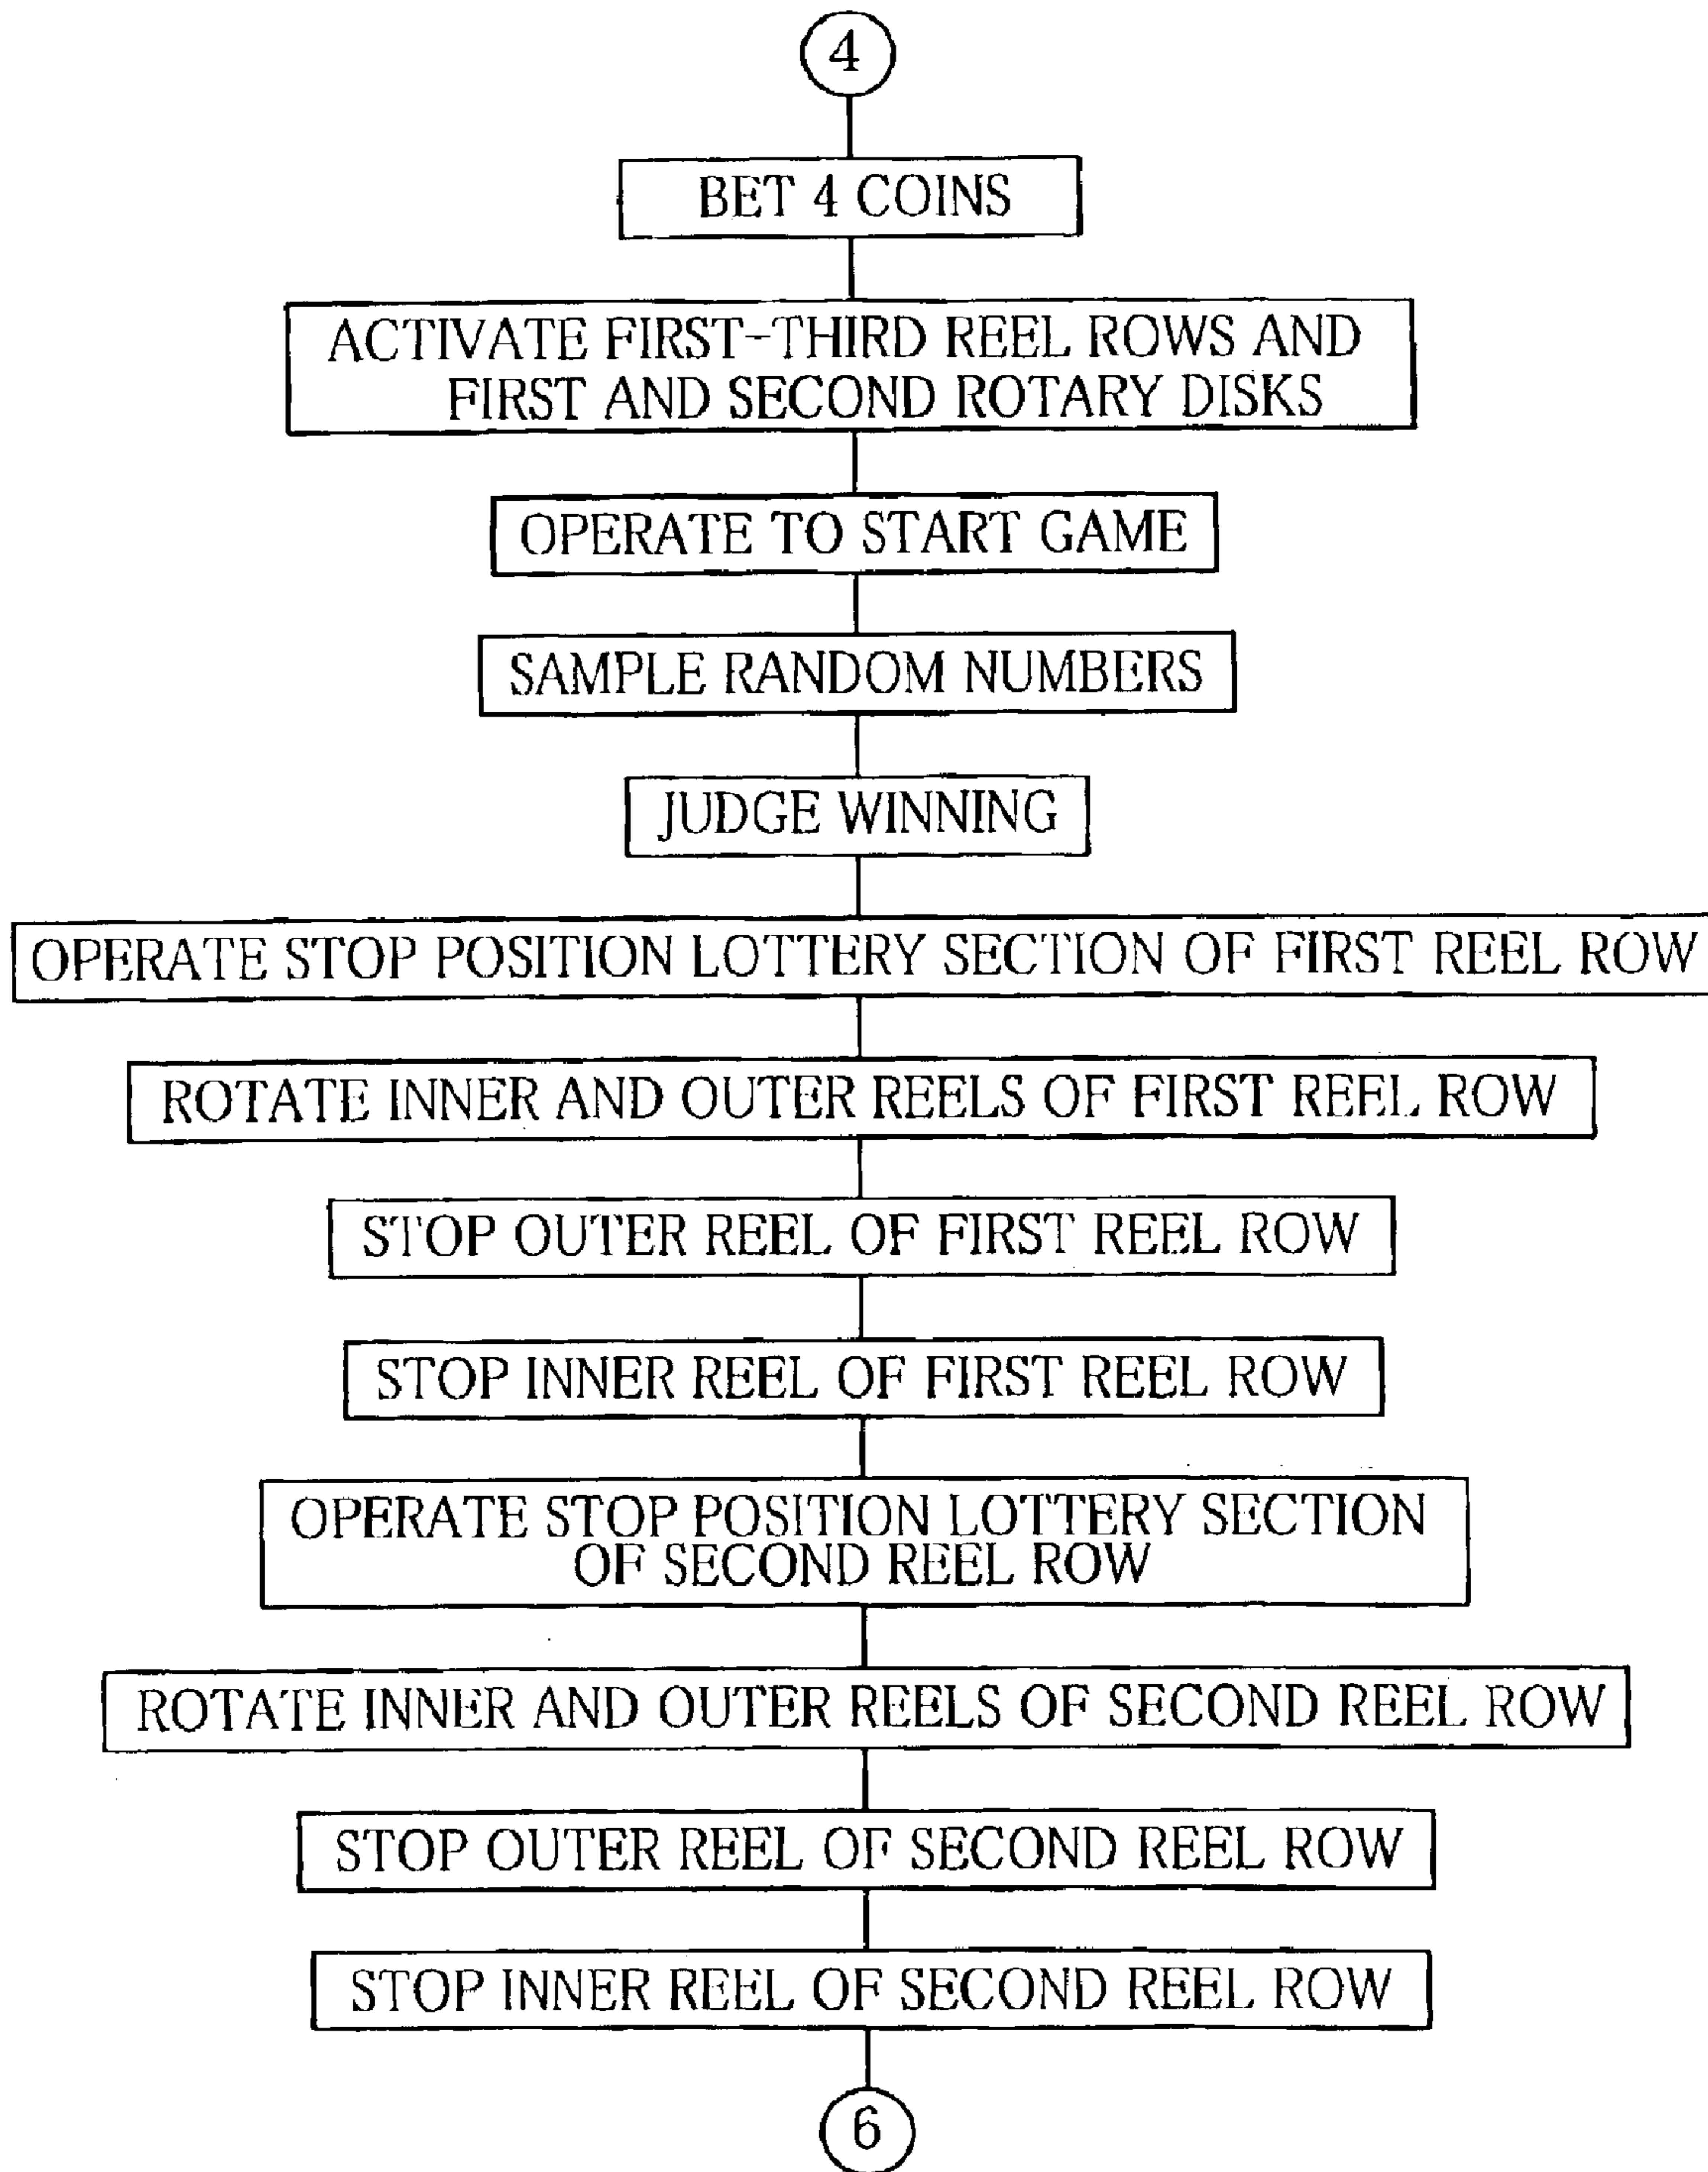 4
BET 4 COINS
ACTIVATE FIRST-THIRD REEL ROWS AND
FIRST AND SECOND ROTARY DISKS
OPERATE TO START GAME
SAMPLE RANDOM NUMBERS
JUDGE WINNING
OPERATE STOP POSITION LOTTERY SECTION OF FIRST REEL ROW
ROTATE INNER AND OUTER REELS OF FIRST REEL ROW
STOP OUTER REEL OF FIRST REEL ROW
STOP INNER REEL OF FIRST REEL ROW
OPERATE STOP POSITION LOTTERY SECTION
OF SECOND REEL ROW
ROTATE INNER AND OUTER REELS OF SECOND REEL ROW
STOP OUTER REEL OF SECOND REEL ROW
STOP INNER REEL OF SECOND REEL ROW
6